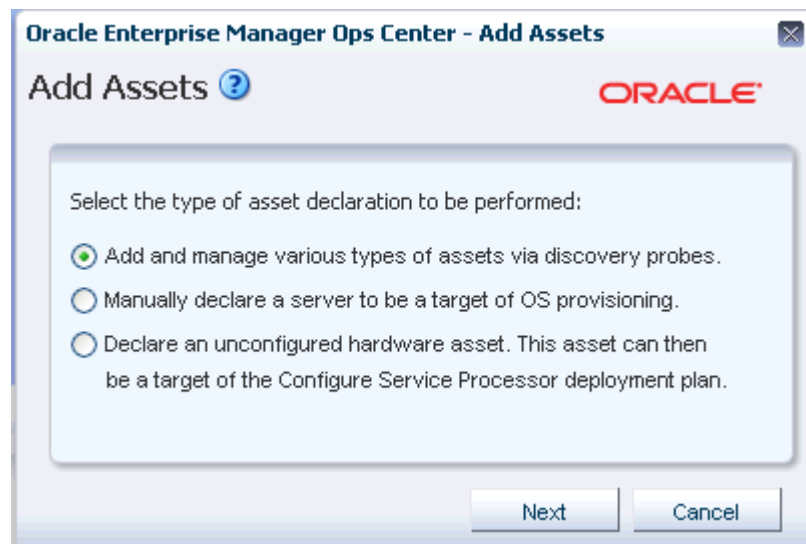 Oracle Enterprise Manager Ops Center - Add Assets
Add Assets ?
ORACLE
Select the type of asset declaration to be performed:
Add and manage various types of assets via discovery probes.
Manually declare a server to be a target of OS provisioning.
Declare an unconfigured hardware asset. This asset can then
be a target of the Configure Service Processor deployment plan.
Next Cancel